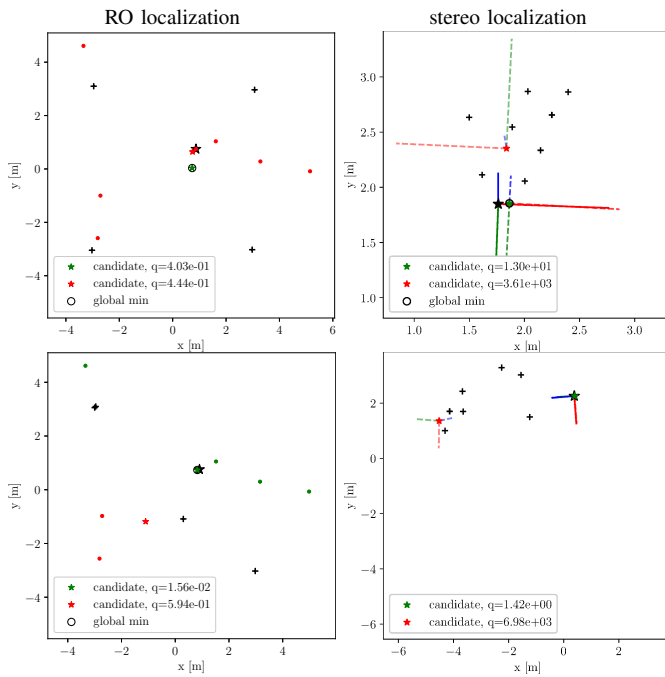 RO localization
stereo localization
y [m]
4
2
0
−2
−4
candidate, q=4.03e-01
candidate, q=4.44e-01
global min
−4
−2
0
2
4
6
x [m]
y [m]
3.0
2.5
2.0
1.5
1.0
candidate, q=1.30e+01
candidate, q=3.61e+03
global min
1.0
1.5
2.0
2.5
3.0
x [m]
y [m]
4
2
0
−2
−4
candidate, q=1.56e-02
candidate, q=5.94e-01
global min
−4
−2
0
2
4
x [m]
y [m]
2
0
−2
−4
−6
candidate, q=1.42e+00
candidate, q=6.98e+03
−6
−4
−2
0
2
x [m]